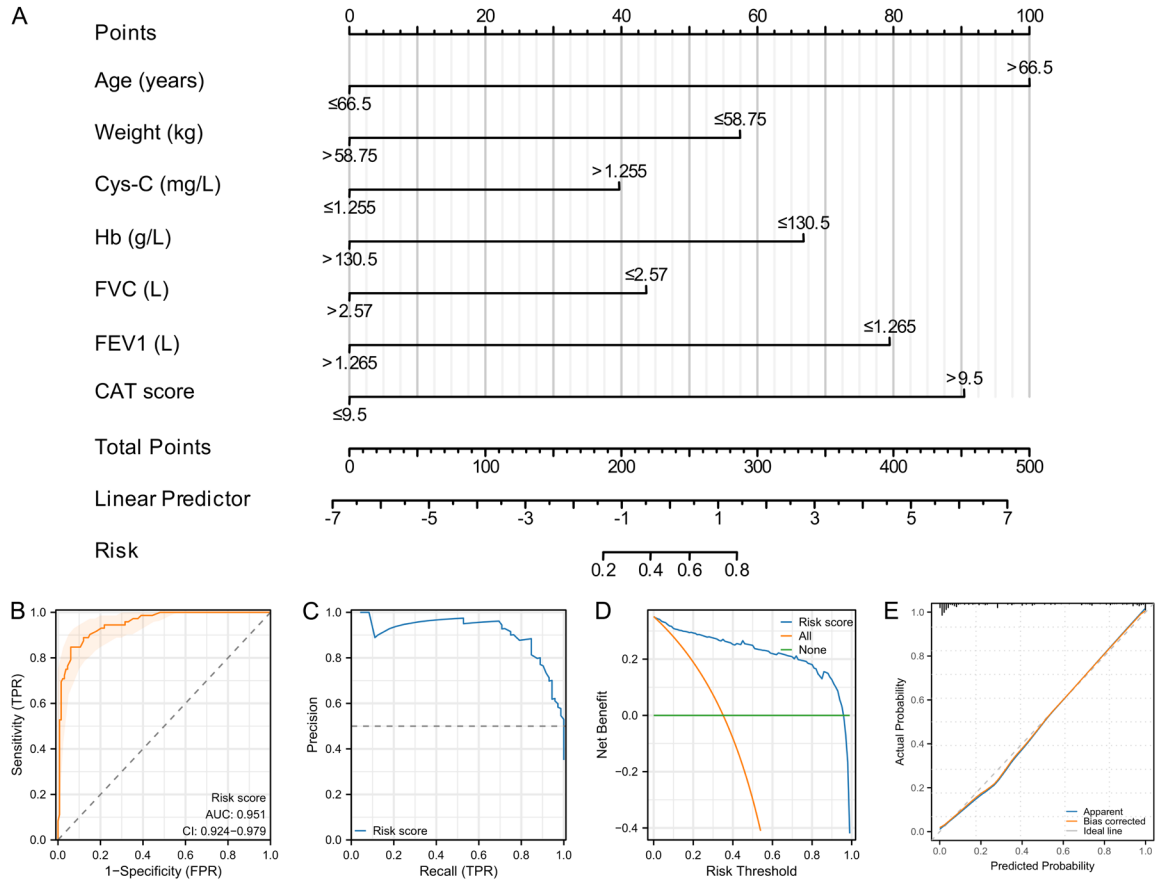 A
Points
0 20 40 60 80 100
Age (years)
>66.5
≤66.5
Weight (kg)
≤58.75
>58.75
Cys-C (mg/L)
>1.255
≤1.255
Hb (g/L)
≤130.5
>130.5
FVC (L)
≤2.57
>2.57
FEV1 (L)
≤1.265
>1.265
CAT score
>9.5
≤9.5
Total Points
0 100 200 300 400 500
Linear Predictor
-7 -5 -3 -1 1 3 5 7
Risk
0.2 0.4 0.6 0.8
B
Sensitivity (TPR)
1.0
0.8
0.6
0.4
0.2
0.0
Risk score
AUC: 0.951
CI: 0.924−0.979
0.0 0.2 0.4 0.6 0.8 1.0
1−Specificity (FPR)
C
Precision
1.0
0.8
0.6
0.4
0.2
0.0
Risk score
0.0 0.2 0.4 0.6 0.8 1.0
Recall (TPR)
D
Net Benefit
0.2
0.0
−0.2
−0.4
Risk score
All
None
0.0 0.2 0.4 0.6 0.8 1.0
Risk Threshold
E
Actual Probability
1.0
0.8
0.6
0.4
0.2
0.0
Apparent
Bias corrected
Ideal line
0.0 0.2 0.4 0.6 0.8 1.0
Predicted Probability